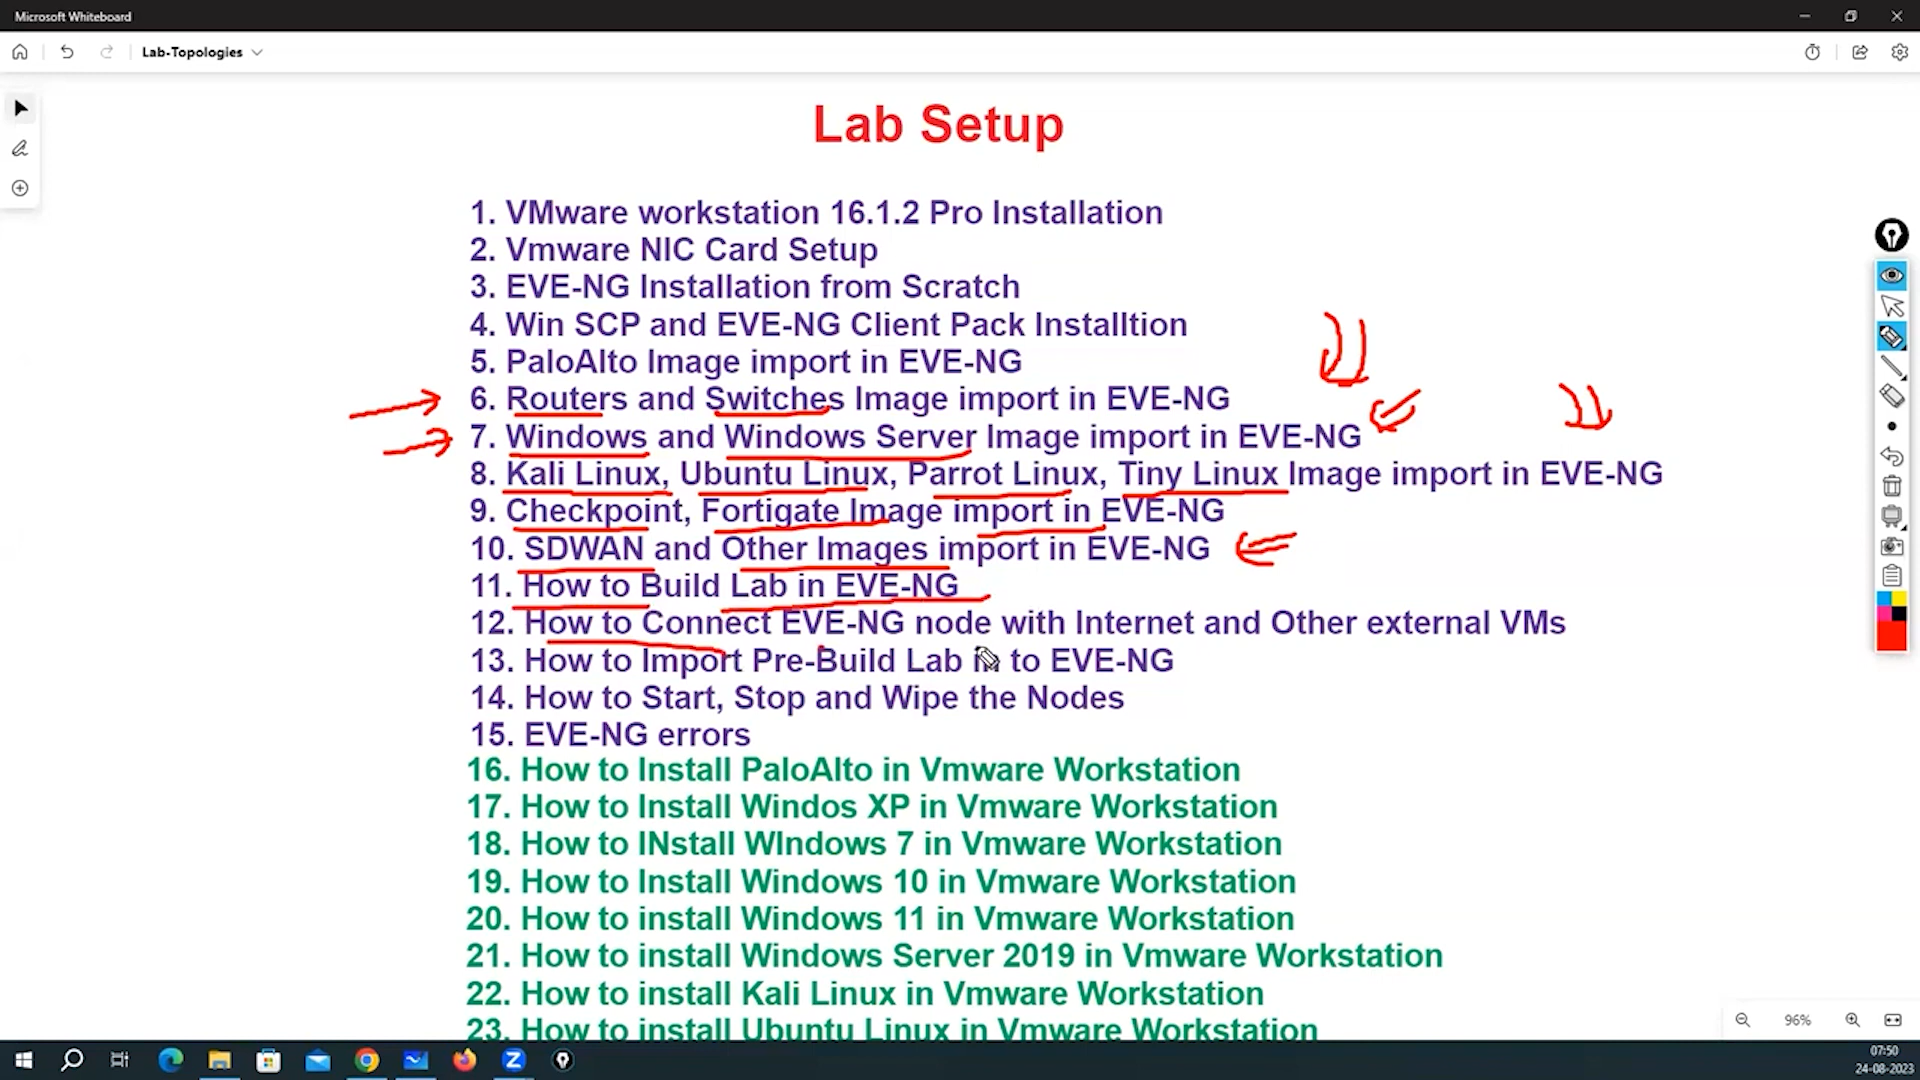 Microsoft Whiteboard
Lab-Topologies
Lab Setup
1. VMware workstation 16.1.2 Pro Installation
2. Vmware NIC Card Setup
3. EVE-NG Installation from Scratch
4. Win SCP and EVE-NG Client Pack Installtion
5. PaloAlto Image import in EVE-NG
6. Routers and Switches Image import in EVE-NG
7. Windows and Windows Server Image import in EVE-NG
8. Kali Linux, Ubuntu Linux, Parrot Linux, Tiny Linux Image import in EVE-NG
9. Checkpoint, Fortigate Image import in EVE-NG
10. SDWAN and Other Images import in EVE-NG
11. How to Build Lab in EVE-NG
12. How to Connect EVE-NG node with Internet and Other external VMs
13. How to Import Pre-Build Lab in to EVE-NG
14. How to Start, Stop and Wipe the Nodes
15. EVE-NG errors
16. How to Install PaloAlto in Vmware Workstation
17. How to Install Windos XP in Vmware Workstation
18. How to INstall WIndows 7 in Vmware Workstation
19. How to Install Windows 10 in Vmware Workstation
20. How to install Windows 11 in Vmware Workstation
21. How to install Windows Server 2019 in Vmware Workstation
22. How to install Kali Linux in Vmware Workstation
23. How to install Ubuntu Linux in Vmware Workstation
96%
07:50
24-08-2023